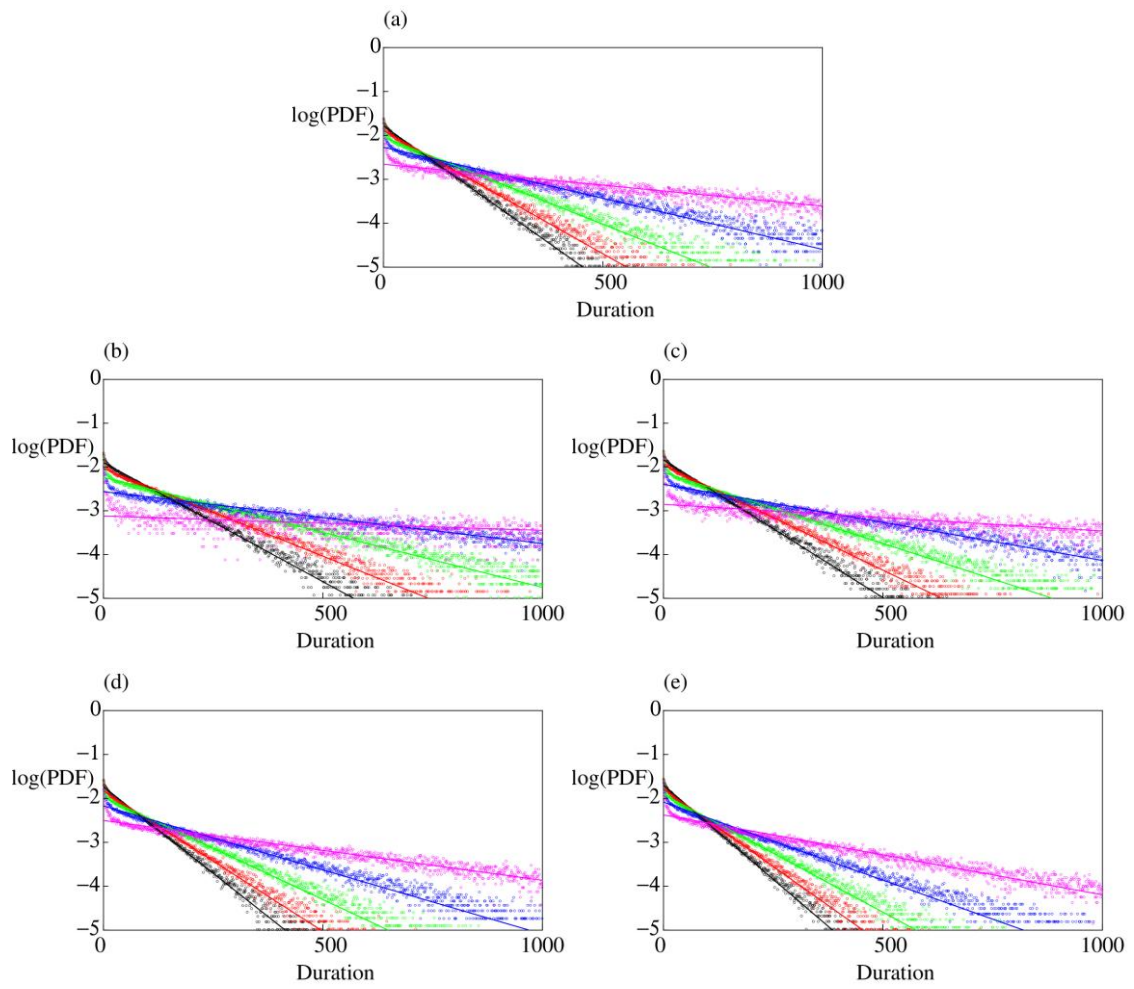 (a)
0
−1
log(PDF)
−2
−3
−4
−5
0 500 1000
Duration
(b) (c)
0 0
−1 −1
log(PDF) log(PDF)
−2 −2
−3 −3
−4 −4
−5 −5
0 500 1000 0 500 1000
Duration Duration
(d) (e)
0 0
−1 −1
log(PDF) log(PDF)
−2 −2
−3 −3
−4 −4
−5 −5
0 500 1000 0 500 1000
Duration Duration